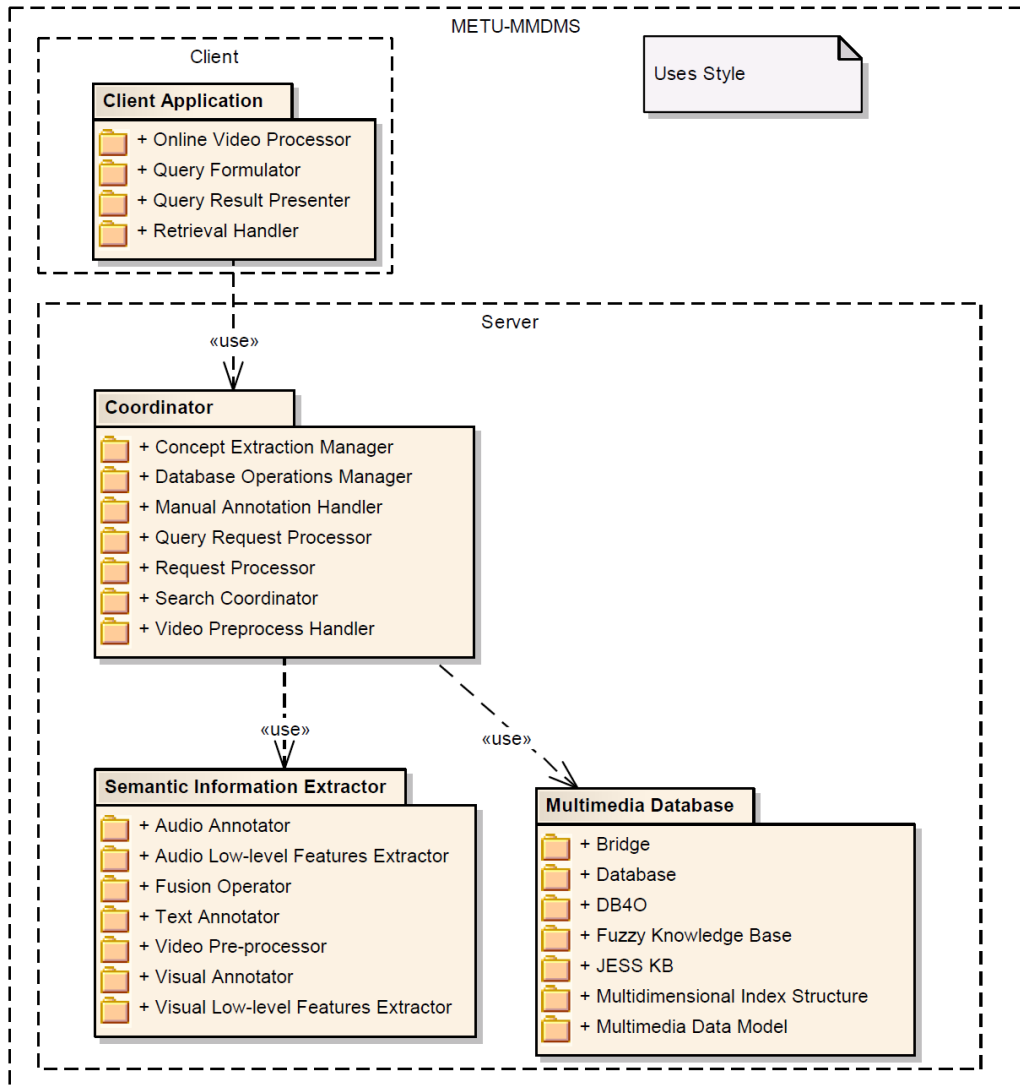 METU-MMDMS
Client
Uses Style
Client Application
+ Online Video Processor
+ Query Formulator
+ Query Result Presenter
+ Retrieval Handler
Server
«use»
Coordinator
+ Concept Extraction Manager
+ Database Operations Manager
+ Manual Annotation Handler
+ Query Request Processor
+ Request Processor
+ Search Coordinator
+ Video Preprocess Handler
«use»
«use»
Semantic Information Extractor
+ Audio Annotator
+ Audio Low-level Features Extractor
+ Fusion Operator
+ Text Annotator
+ Video Pre-processor
+ Visual Annotator
+ Visual Low-level Features Extractor
Multimedia Database
+ Bridge
+ Database
+ DB4O
+ Fuzzy Knowledge Base
+ JESS KB
+ Multidimensional Index Structure
+ Multimedia Data Model